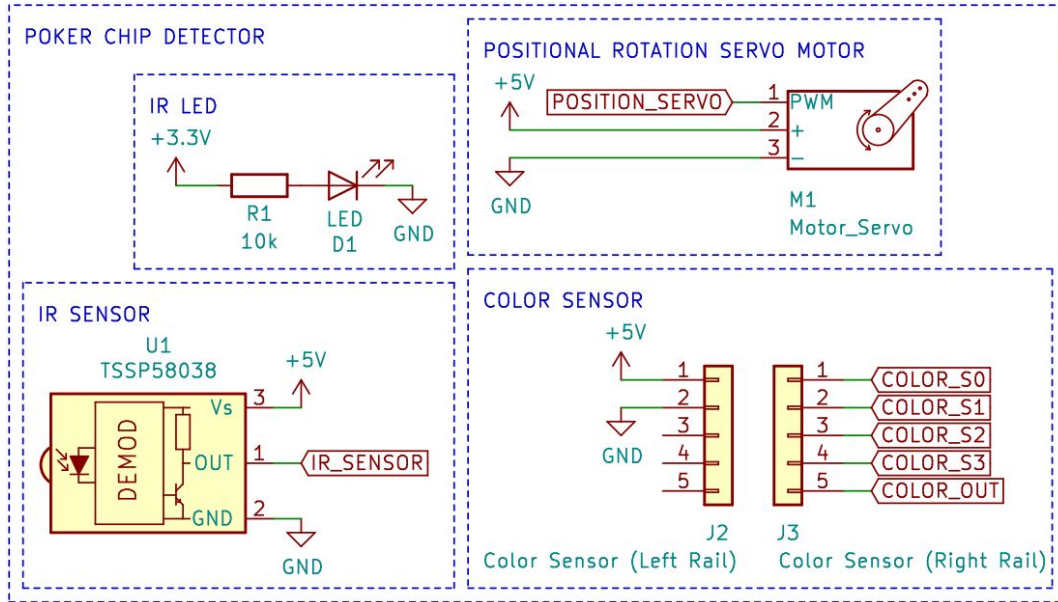 POKER CHIP DETECTOR
IR LED
+3.3V
R1
10k
LED
D1
GND
POSITIONAL ROTATION SERVO MOTOR
+5V
POSITION_SERVO
1
PWM
2
+
3
-
GND
M1
Motor_Servo
IR SENSOR
U1
TSSP58038
+5V
Vs
3
DEMOD
OUT
1
IR_SENSOR
GND
2
GND
COLOR SENSOR
+5V
GND
1
2
3
4
5
J2
Color Sensor (Left Rail)
1
COLOR_S0
2
COLOR_S1
3
COLOR_S2
4
COLOR_S3
5
COLOR_OUT
J3
Color Sensor (Right Rail)